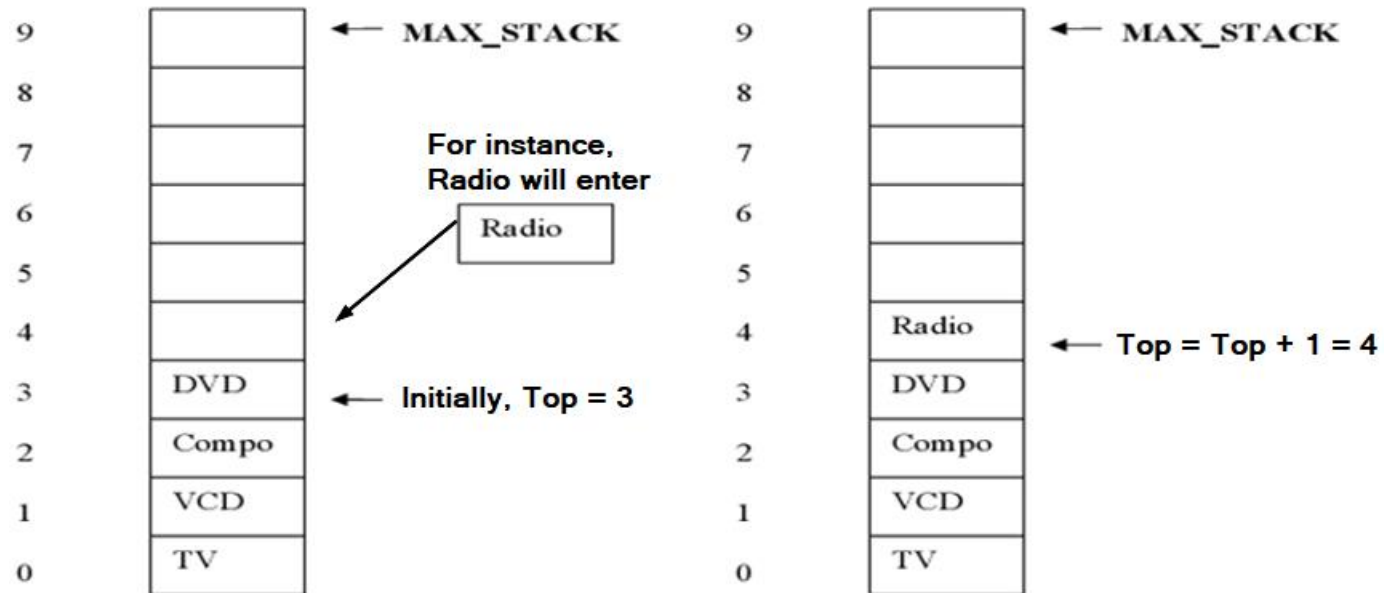 9 ← MAX_STACK 9 ← MAX_STACK
8 8
For instance,
7 7
Radio will enter
6 Radio 6
5 5
4 4 Radio
← Top = Top + 1 = 4
3 DVD ← Initially, Top = 3 3 DVD
2 Compo 2 Compo
1 VCD 1 VCD
0 TV 0 TV